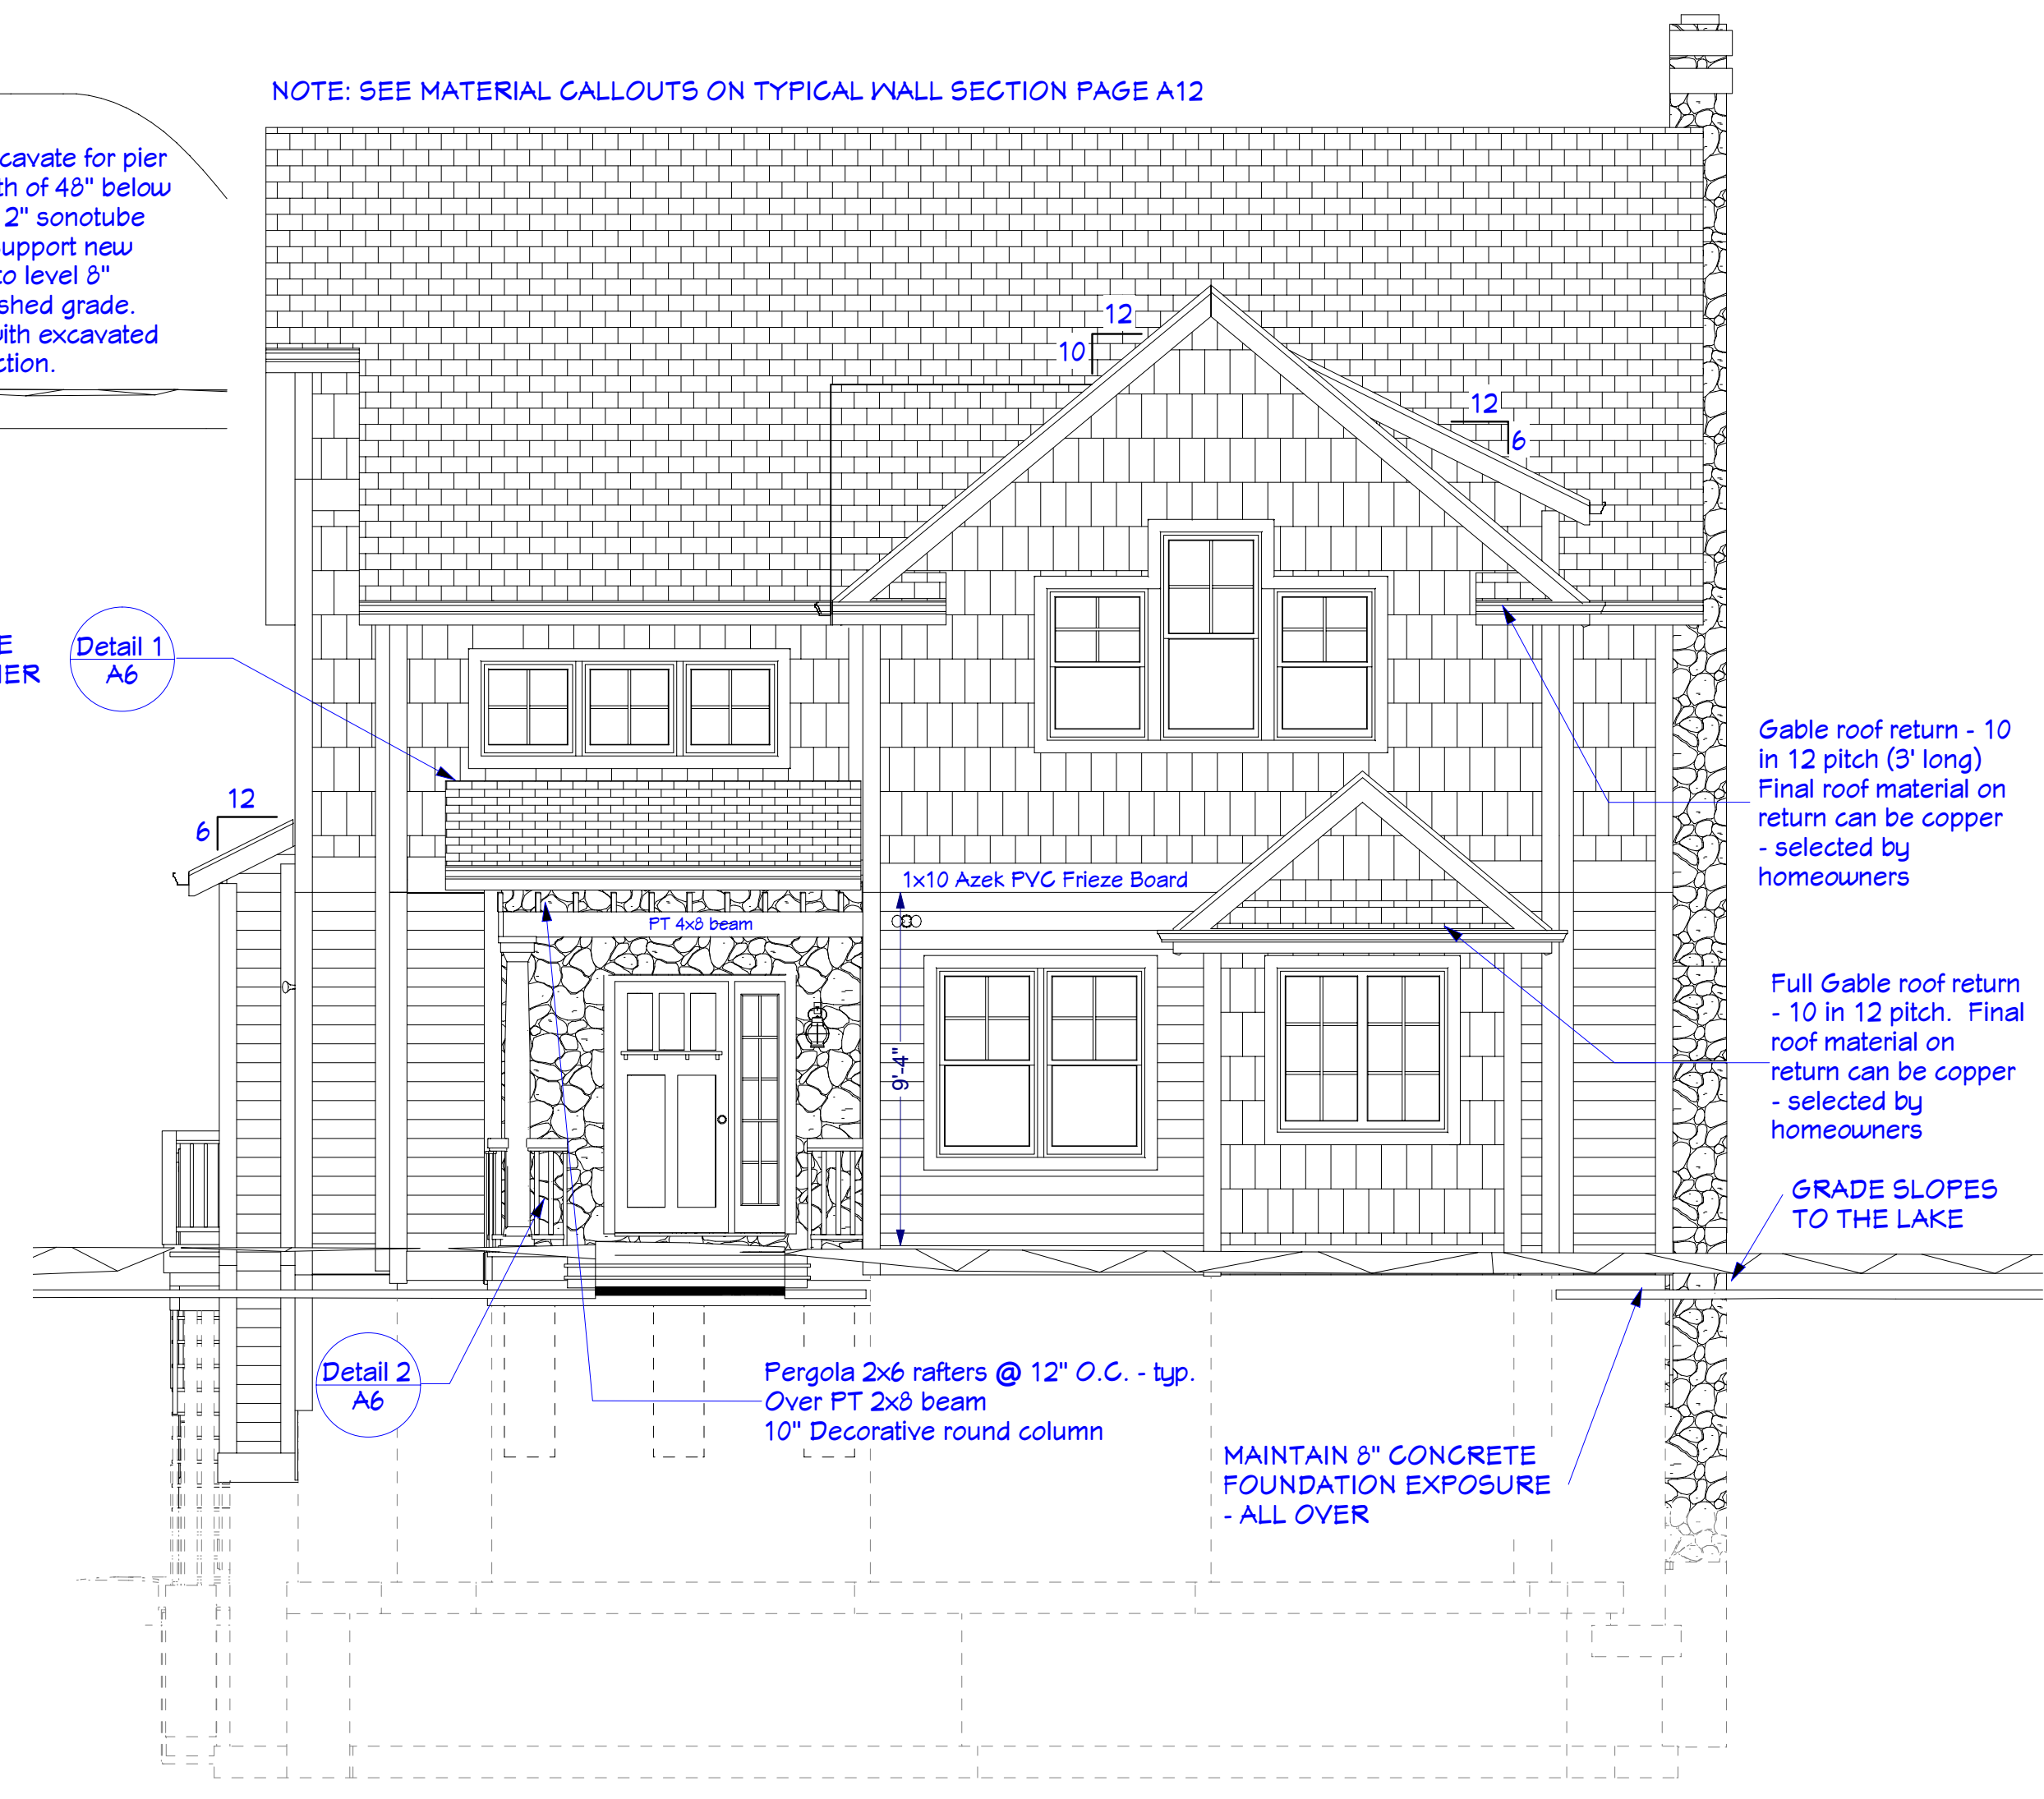 NOTE: SEE MATERIAL CALLOUTS ON TYPICAL WALL SECTION PAGE A12
cavate for pier
th of 48" below
2" sonotube
support new
to level 8"
shed grade.
with excavated
ction.
12
10
12
6
E
IER
Detail 1
A6
12
6
Gable roof return - 10
in 12 pitch (3' long)
Final roof material on
return can be copper
- selected by
homeowners
1x10 Azek PVC Frieze Board
PT 4x8 beam
9'-4"
Full Gable roof return
- 10 in 12 pitch. Final
roof material on
return can be copper
- selected by
homeowners
GRADE SLOPES
TO THE LAKE
Detail 2
A6
Pergola 2x6 rafters @ 12" O.C. - typ.
Over PT 2x8 beam
10" Decorative round column
MAINTAIN 8" CONCRETE
FOUNDATION EXPOSURE
- ALL OVER